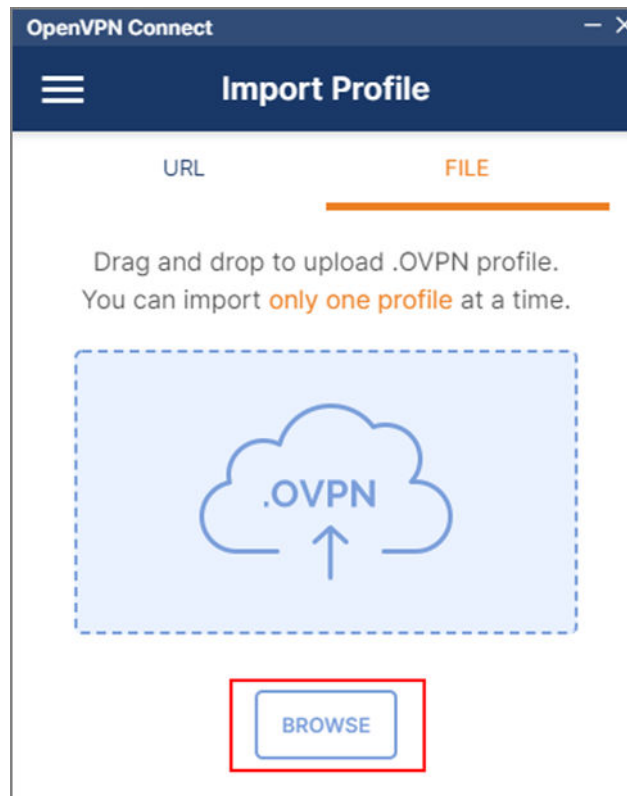 OpenVPN Connect
Import Profile
URL FILE
Drag and drop to upload .OVPN profile.
You can import only one profile at a time.
.OVPN
BROWSE